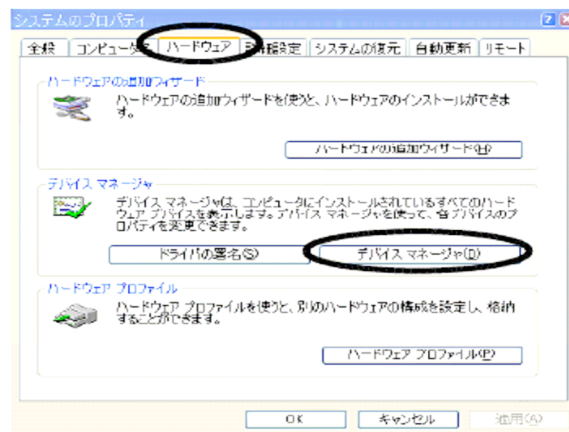 システムのプロパティ
全般 コンピュータ名 ハードウェア 詳細設定 システムの復元 自動更新 リモート
ハードウェアの追加ウィザード
ハードウェアの追加ウィザードを使うと、ハードウェアのインストールができま
す。
ハードウェアの追加ウィザード(H)
デバイス マネージャ
デバイス マネージャは、コンピュータにインストールされているすべてのハード
ウェア デバイスを表示します。デバイス マネージャを使って、各デバイスのプ
ロパティを変更できます。
ドライバの署名(S) デバイス マネージャ(D)
ハードウェア プロファイル
ハードウェア プロファイルを使うと、別のハードウェアの構成を設定し、格納
することができます。
ハードウェア プロファイル(P)
OK キャンセル 適用(A)